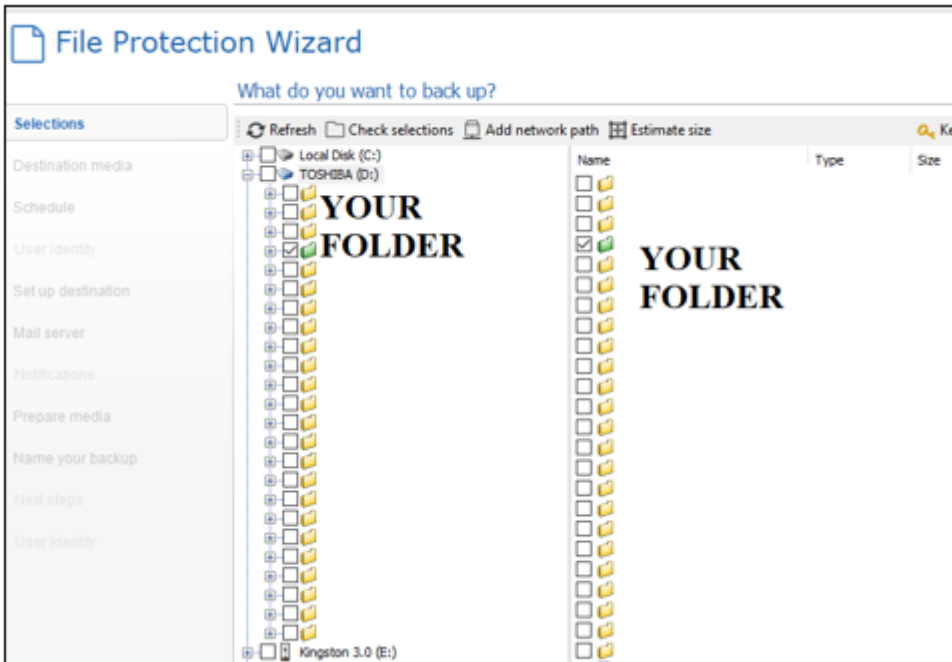 File Protection Wizard
What do you want to back up?
Selections
Destination media
Schedule
User identity
Set up destination
Mail server
Notifications
Prepare media
Name your backup
Next steps
User identity
Refresh Check selections Add network path Estimate size
Local Disk (C:)
TOSHIBA (D:)
YOUR
FOLDER
Kingston 3.0 (E:)
Name Type Size
YOUR
FOLDER